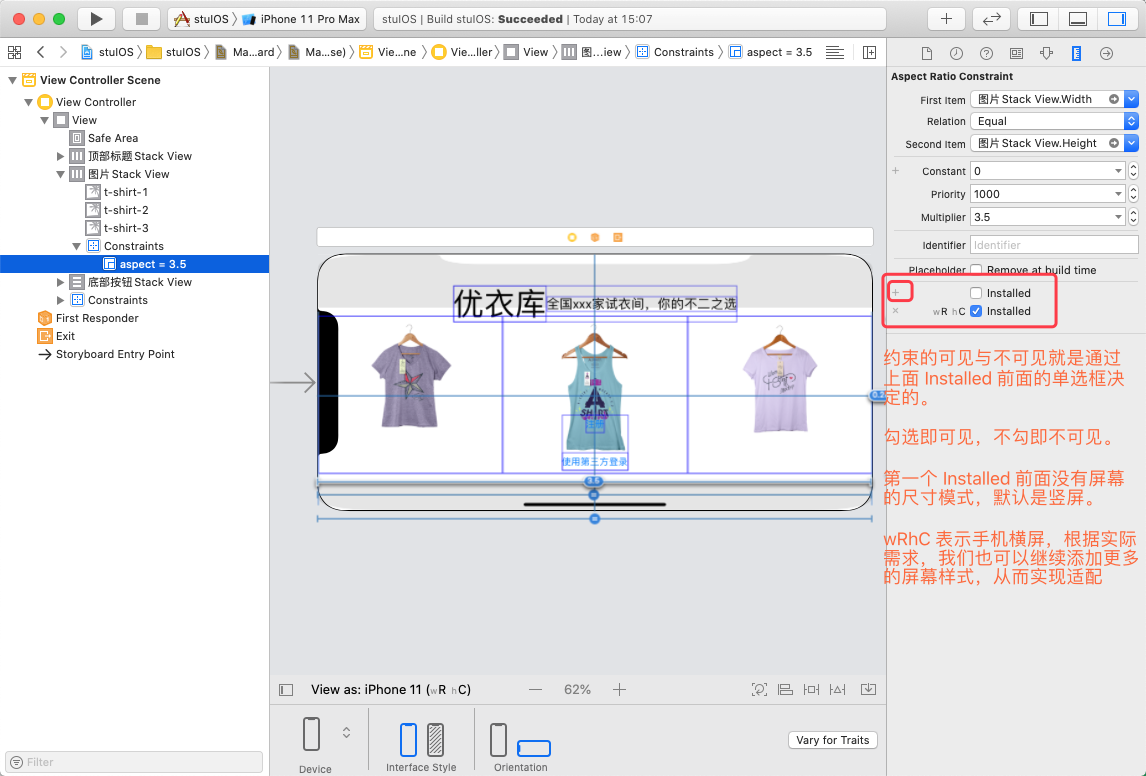 stuIOS
iPhone 11 Pro Max
stuIOS | Build stuIOS: Succeeded | Today at 15:07
stuIOS
stuIOS
Ma...ard
Ma...se)
Vie...ne
Vie...ller
View
图...iew
Constraints
aspect = 3.5
View Controller Scene
View Controller
View
Safe Area
顶部标题 Stack View
图片 Stack View
t-shirt-1
t-shirt-2
t-shirt-3
Constraints
aspect = 3.5
底部按钮 Stack View
Constraints
First Responder
Exit
Storyboard Entry Point
Filter
优衣库
全国xxx家试衣间，你的不二之选
注册
使用第三方登录
3.5
View as: iPhone 11 (wR hC)
62%
Device
Interface Style
Orientation
Vary for Traits
Aspect Ratio Constraint
First Item 图片 Stack View.Width
Relation Equal
Second Item 图片 Stack View.Height
Constant 0
Priority 1000
Multiplier 3.5
Identifier Identifier
Placeholder Remove at build time
+ Installed
× wR hC Installed
约束的可见与不可见就是通过
上面 Installed 前面的单选框决
定的。
勾选即可见，不勾即不可见。
第一个 Installed 前面没有屏幕
的尺寸模式，默认是竖屏。
wRhC 表示手机横屏，根据实际
需求，我们也可以继续添加更多
的屏幕样式，从而实现适配